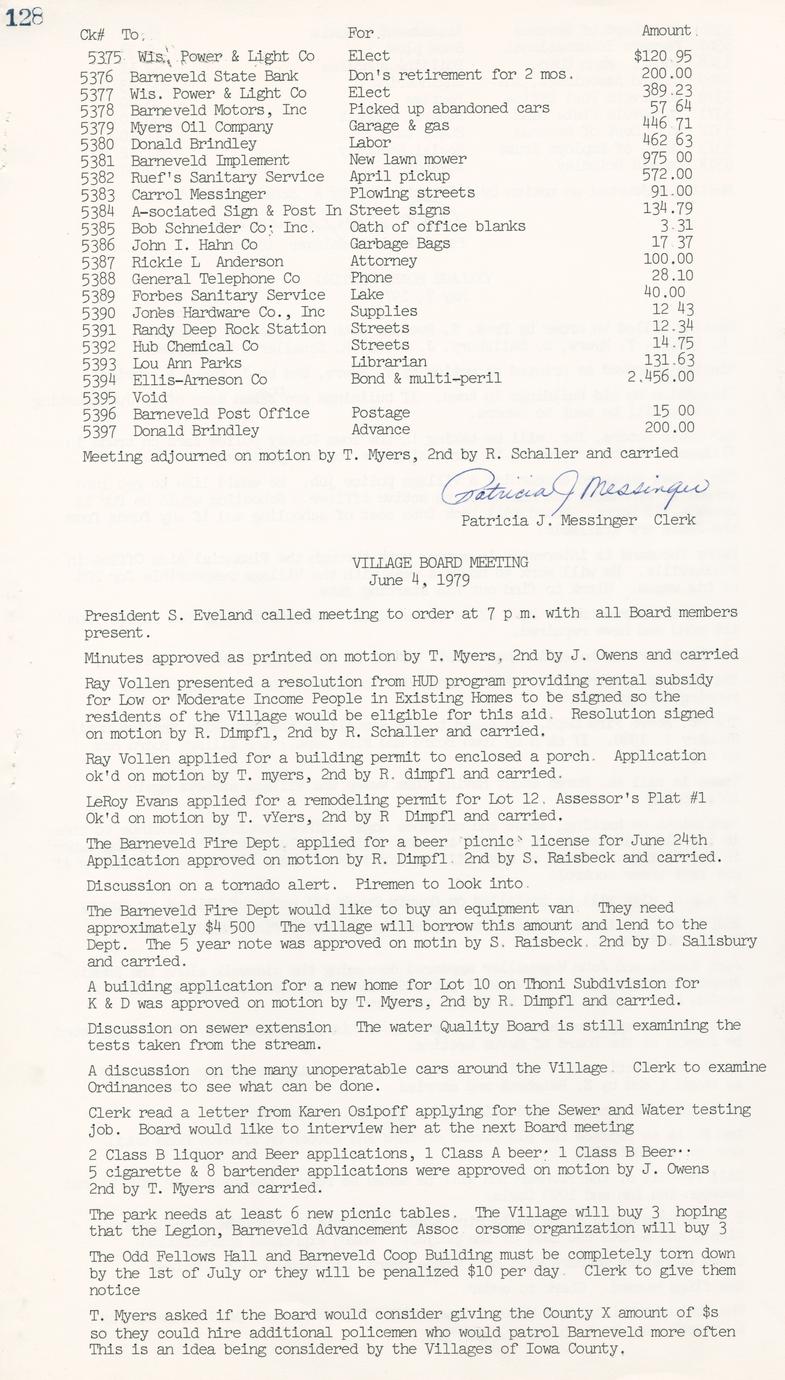 128
Ck# To: For. Amount.
5375 Wis. Power & Light Co Elect $120.95
5376 Barneveld State Bank Don's retirement for 2 mos. 200.00
5377 Wis. Power & Light Co Elect 389.23
5378 Barneveld Motors, Inc Picked up abandoned cars 57 64
5379 Myers Oil Company Garage & gas 446 71
5380 Donald Brindley Labor 462 63
5381 Barneveld Implement New lawn mower 975 00
5382 Ruef's Sanitary Service April pickup 572.00
5383 Carrol Messinger Plowing streets 91.00
5384 A-sociated Sign & Post In Street signs 134.79
5385 Bob Schneider Co: Inc. Oath of office blanks 3.31
5386 John I. Hahn Co Garbage Bags 17 37
5387 Rickie L Anderson Attorney 100.00
5388 General Telephone Co Phone 28.10
5389 Forbes Sanitary Service Lake 40.00
5390 Jones Hardware Co., Inc Supplies 12 43
5391 Randy Deep Rock Station Streets 12.34
5392 Hub Chemical Co Streets 14.75
5393 Lou Ann Parks Librarian 131.63
5394 Ellis-Arneson Co Bond & multi-peril 2.456.00
5395 Void
5396 Barneveld Post Office Postage 15 00
5397 Donald Brindley Advance 200.00
Meeting adjourned on motion by T. Myers, 2nd by R. Schaller and carried
Patricia J Messinger
Patricia J. Messinger Clerk
VILLAGE BOARD MEETING
June 4, 1979
President S. Eveland called meeting to order at 7 p m. with all Board members
present.
Minutes approved as printed on motion by T. Myers, 2nd by J. Owens and carried
Ray Vollen presented a resolution from HUD program providing rental subsidy
for Low or Moderate Income People in Existing Homes to be signed so the
residents of the Village would be eligible for this aid. Resolution signed
on motion by R. Dimpfl, 2nd by R. Schaller and carried.
Ray Vollen applied for a building permit to enclosed a porch. Application
ok'd on motion by T. myers, 2nd by R. dimpfl and carried.
LeRoy Evans applied for a remodeling permit for Lot 12. Assessor's Plat #1
Ok'd on motion by T. vYers, 2nd by R Dimpfl and carried.
The Barneveld Fire Dept. applied for a beer "picnic" license for June 24th
Application approved on motion by R. Dimpfl. 2nd by S. Raisbeck and carried.
Discussion on a tornado alert. Piremen to look into.
The Barneveld Fire Dept would like to buy an equipment van They need
approximately $4 500 The village will borrow this amount and lend to the
Dept. The 5 year note was approved on motin by S. Raisbeck. 2nd by D Salisbury
and carried.
A building application for a new home for Lot 10 on Thoni Subdivision for
K & D was approved on motion by T. Myers, 2nd by R. Dimpfl and carried.
Discussion on sewer extension The water Quality Board is still examining the
tests taken from the stream.
A discussion on the many unoperatable cars around the Village. Clerk to examine
Ordinances to see what can be done.
Clerk read a letter from Karen Osipoff applying for the Sewer and Water testing
job. Board would like to interview her at the next Board meeting
2 Class B liquor and Beer applications, 1 Class A beer, 1 Class B Beer..
5 cigarette & 8 bartender applications were approved on motion by J. Owens
2nd by T. Myers and carried.
The park needs at least 6 new picnic tables. The Village will buy 3 hoping
that the Legion, Barneveld Advancement Assoc orsome organization will buy 3
The Odd Fellows Hall and Barneveld Coop Building must be completely torn down
by the 1st of July or they will be penalized $10 per day. Clerk to give them
notice
T. Myers asked if the Board would consider giving the County X amount of $s
so they could hire additional policemen who would patrol Barneveld more often
This is an idea being considered by the Villages of Iowa County.